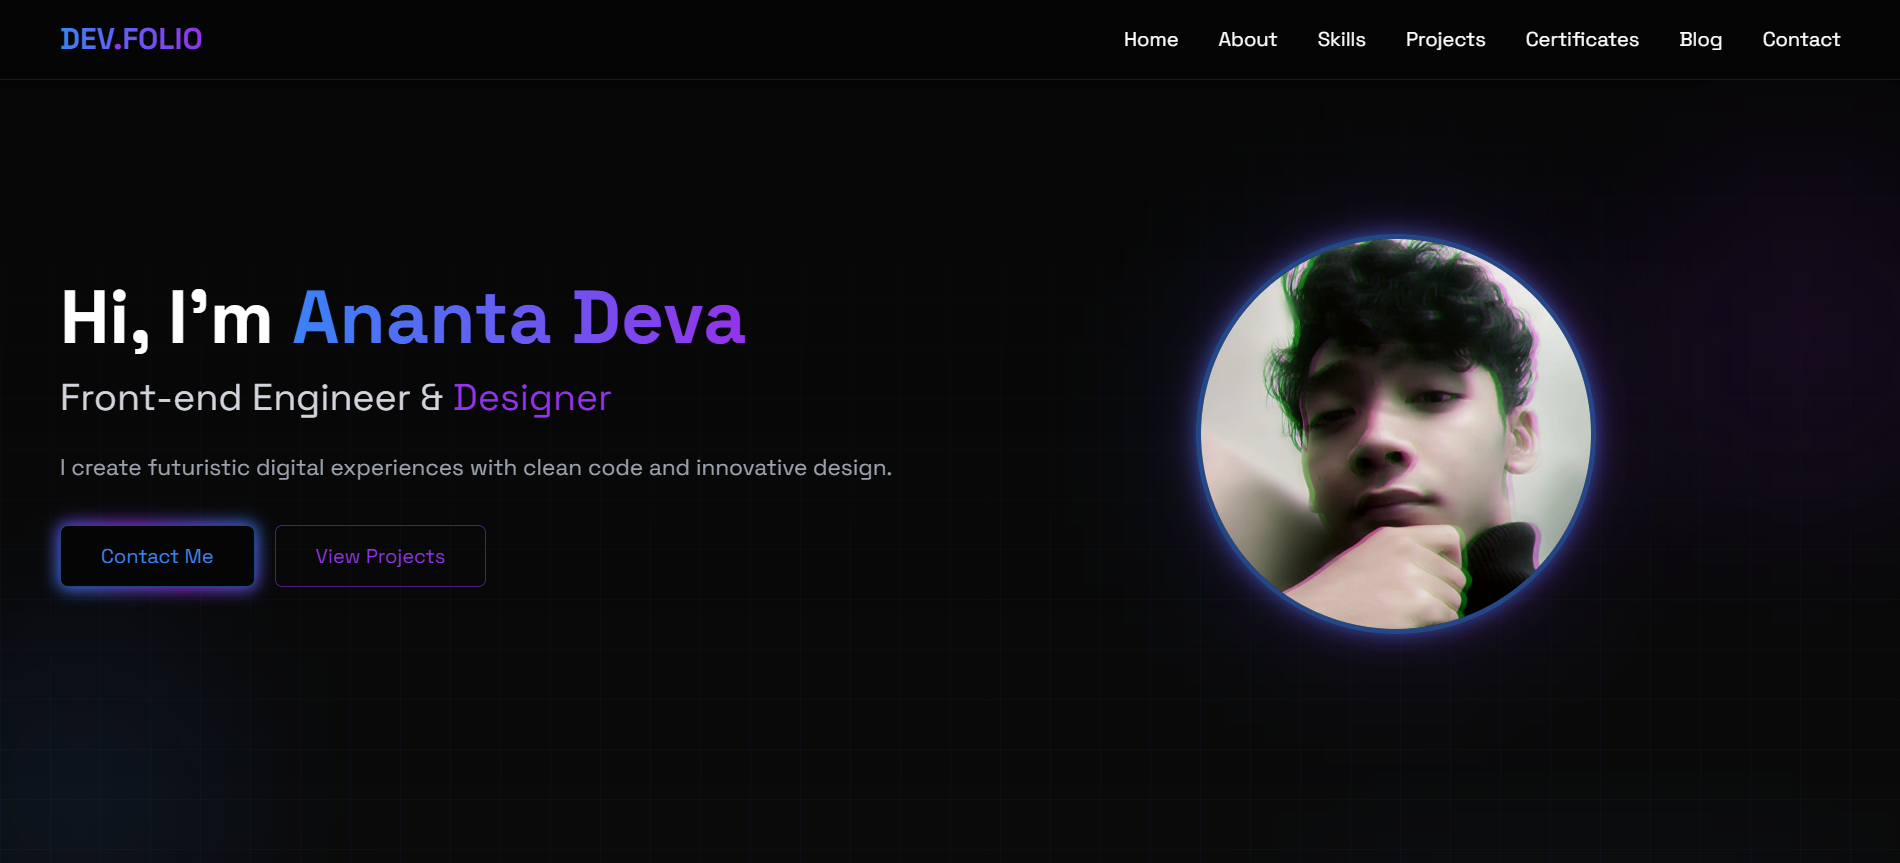 DEV.FOLIO
Home About Skills Projects Certificates Blog Contact
Hi, I’m Ananta Deva
Front-end Engineer & Designer
I create futuristic digital experiences with clean code and innovative design.
Contact Me View Projects